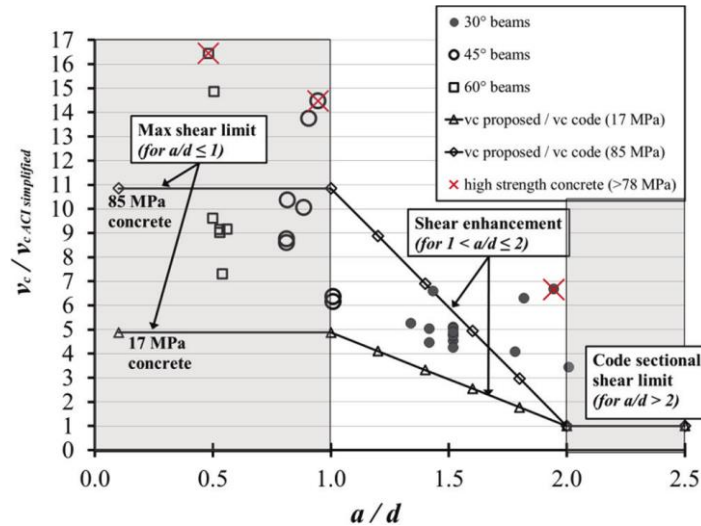 17
16
15
14
13
12
11
10
9
8
7
6
5
4
3
2
1
0
v_c / v_c ACI simplified
0.0 0.5 1.0 1.5 2.0 2.5
a / d
30° beams
45° beams
60° beams
vc proposed / vc code (17 MPa)
vc proposed / vc code (85 MPa)
high strength concrete (>78 MPa)
Max shear limit
(for a/d ≤ 1)
85 MPa
concrete
17 MPa
concrete
Shear enhancement
(for 1 < a/d ≤ 2)
Code sectional
shear limit
(for a/d > 2)